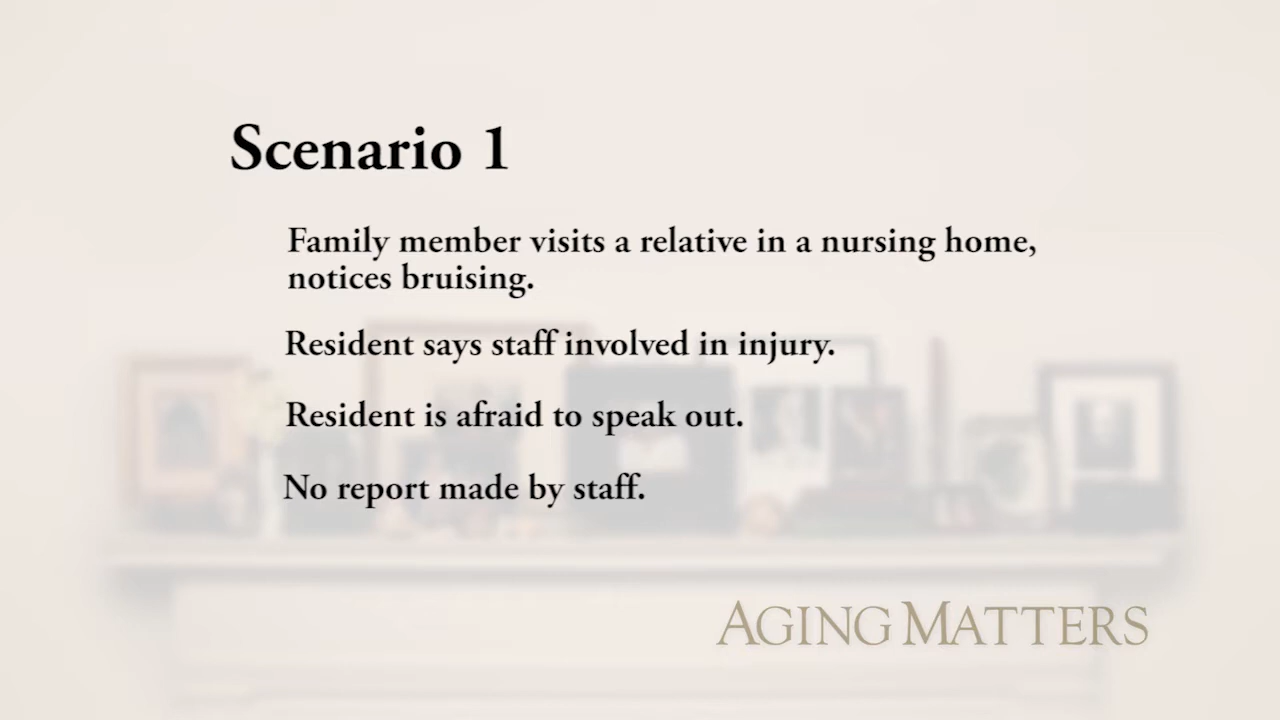 Scenario 1
Family member visits a relative in a nursing home,
notices bruising.
Resident says staff involved in injury.
Resident is afraid to speak out.
No report made by staff.
AGING MATTERS